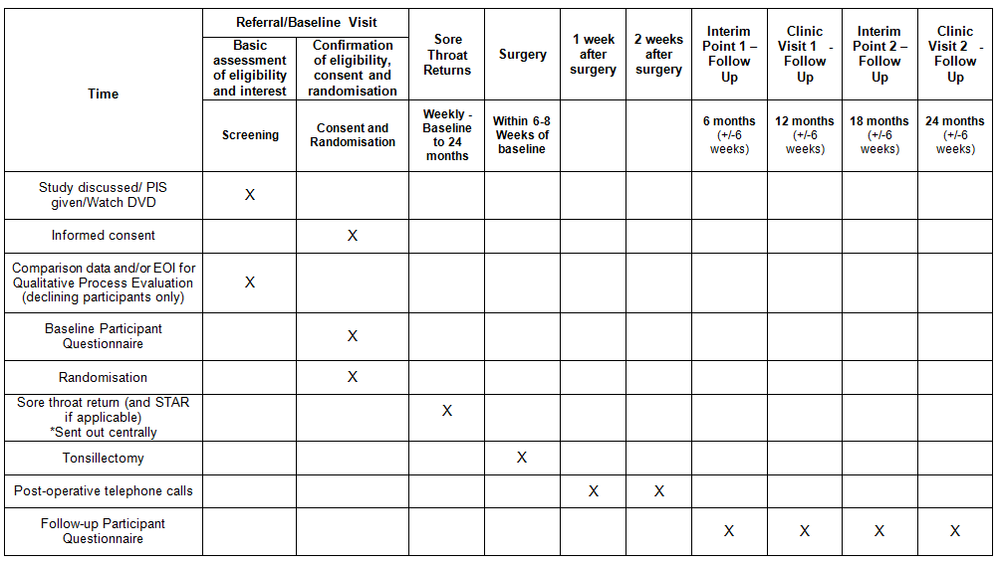 Time
Referral/Baseline Visit
Basic
assessment
of eligibility
and interest
Confirmation
of eligibility,
consent and
randomisation
Sore
Throat
Returns
Surgery
1 week
after
surgery
2 weeks
after
surgery
Interim
Point 1 –
Follow
Up
Clinic
Visit 1 -
Follow
Up
Interim
Point 2 –
Follow
Up
Clinic
Visit 2 -
Follow
Up
Screening
Consent and
Randomisation
Weekly -
Baseline
to 24
months
Within 6-8
Weeks of
baseline
6 months
(+/-6
weeks)
12 months
(+/-6
weeks)
18 months
(+/-6
weeks)
24 months
(+/-6
weeks)
Study discussed/ PIS
given/Watch DVD
X
Informed consent
X
Comparison data and/or EOI for
Qualitative Process Evaluation
(declining participants only)
X
Baseline Participant
Questionnaire
X
Randomisation
X
Sore throat return (and STAR
if applicable)
*Sent out centrally
X
Tonsillectomy
X
Post-operative telephone calls
X X
Follow-up Participant
Questionnaire
X X X X